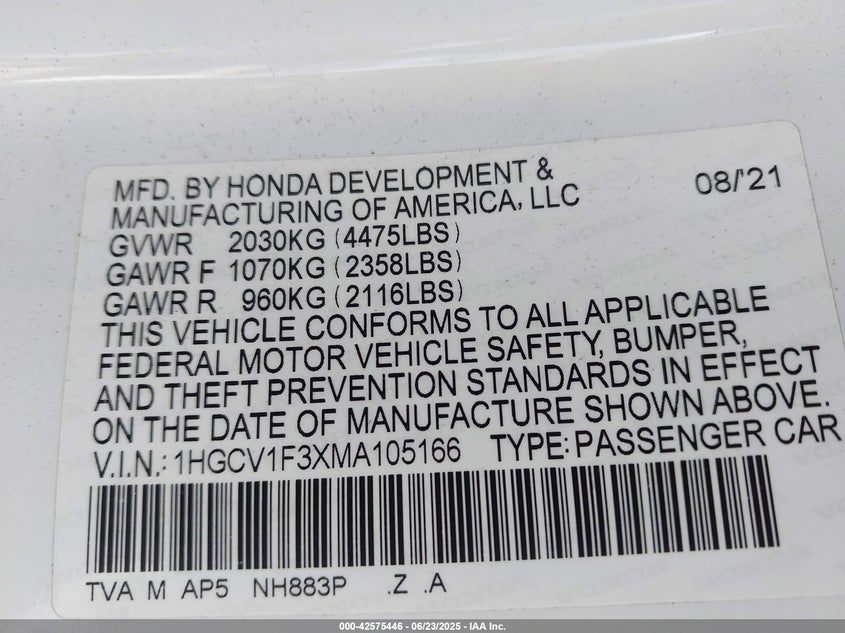 MFD. BY HONDA DEVELOPMENT & 08/'21
MANUFACTURING OF AMERICA, LLC
GVWR 2030KG (4475LBS)
GAWR F 1070KG (2358LBS)
GAWR R 960KG (2116LBS)
THIS VEHICLE CONFORMS TO ALL APPLICABLE
FEDERAL MOTOR VEHICLE SAFETY, BUMPER,
AND THEFT PREVENTION STANDARDS IN EFFECT
ON THE DATE OF MANUFACTURE SHOWN ABOVE.
V.I.N.: 1HGCV1F3XMA105166 TYPE: PASSENGER CAR
TVA M AP5 NH883P .Z .A
000-42575446 - 06/23/2025 - IAA Inc.